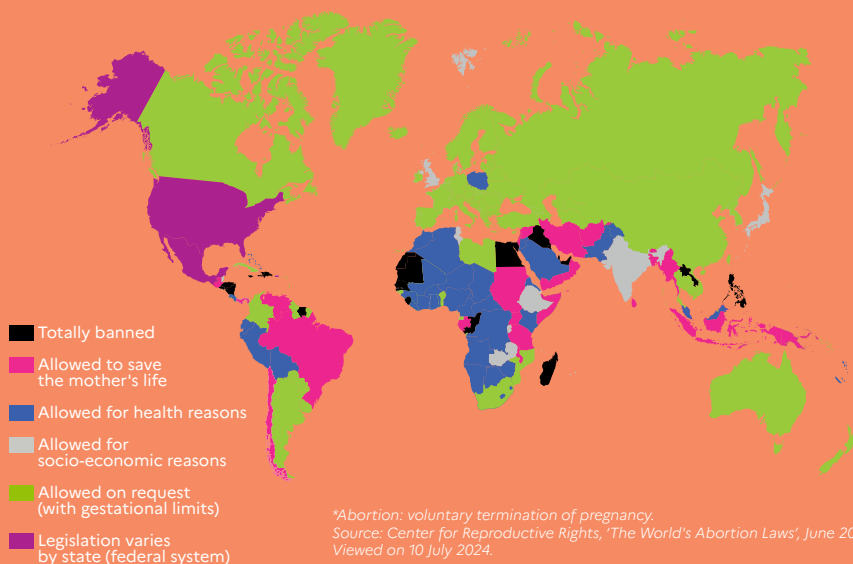 Totally banned
Allowed to save
the mother's life
Allowed for health reasons
Allowed for
socio-economic reasons
Allowed on request
(with gestational limits)
Legislation varies
by state (federal system)
*Abortion: voluntary termination of pregnancy.
Source: Center for Reproductive Rights, 'The World's Abortion Laws', June
Viewed on 10 July 2024.